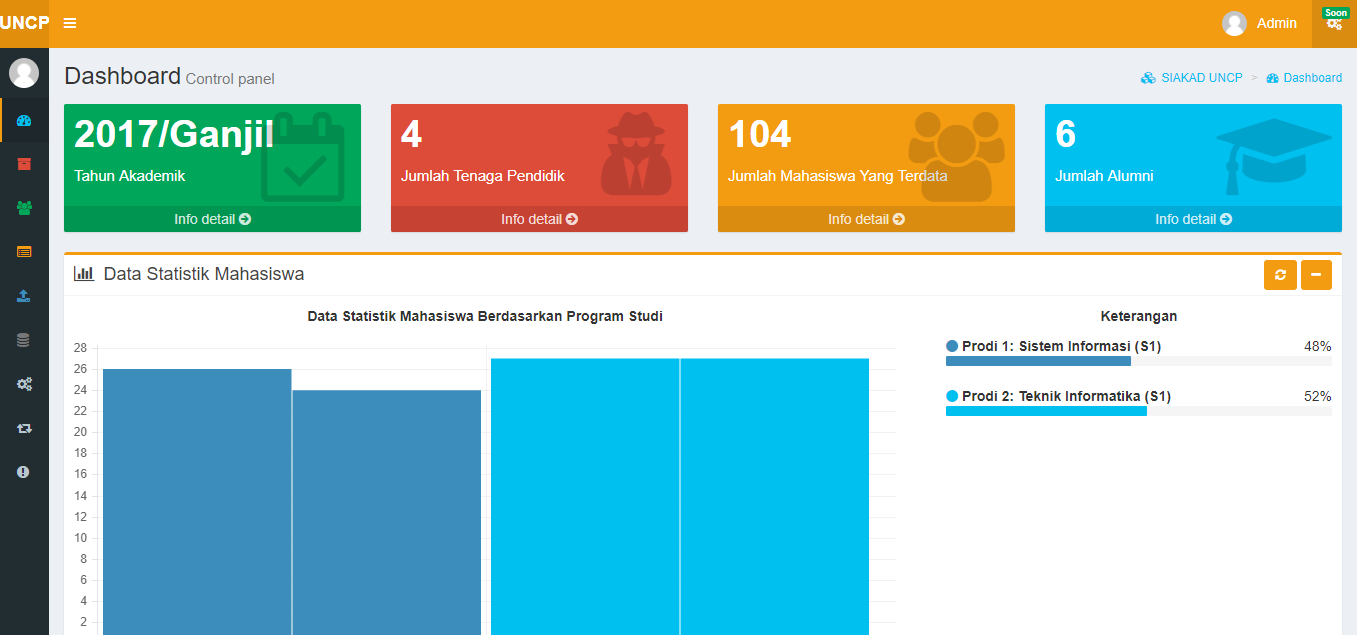 UNCP
Admin
Soon
Dashboard Control panel
SIAKAD UNCP > Dashboard
2017/Ganjil
Tahun Akademik
Info detail
4
Jumlah Tenaga Pendidik
Info detail
104
Jumlah Mahasiswa Yang Terdata
Info detail
6
Jumlah Alumni
Info detail
Data Statistik Mahasiswa
Data Statistik Mahasiswa Berdasarkan Program Studi
28
26
24
22
20
18
16
14
12
10
8
6
4
2
Keterangan
Prodi 1: Sistem Informasi (S1) 48%
Prodi 2: Teknik Informatika (S1) 52%